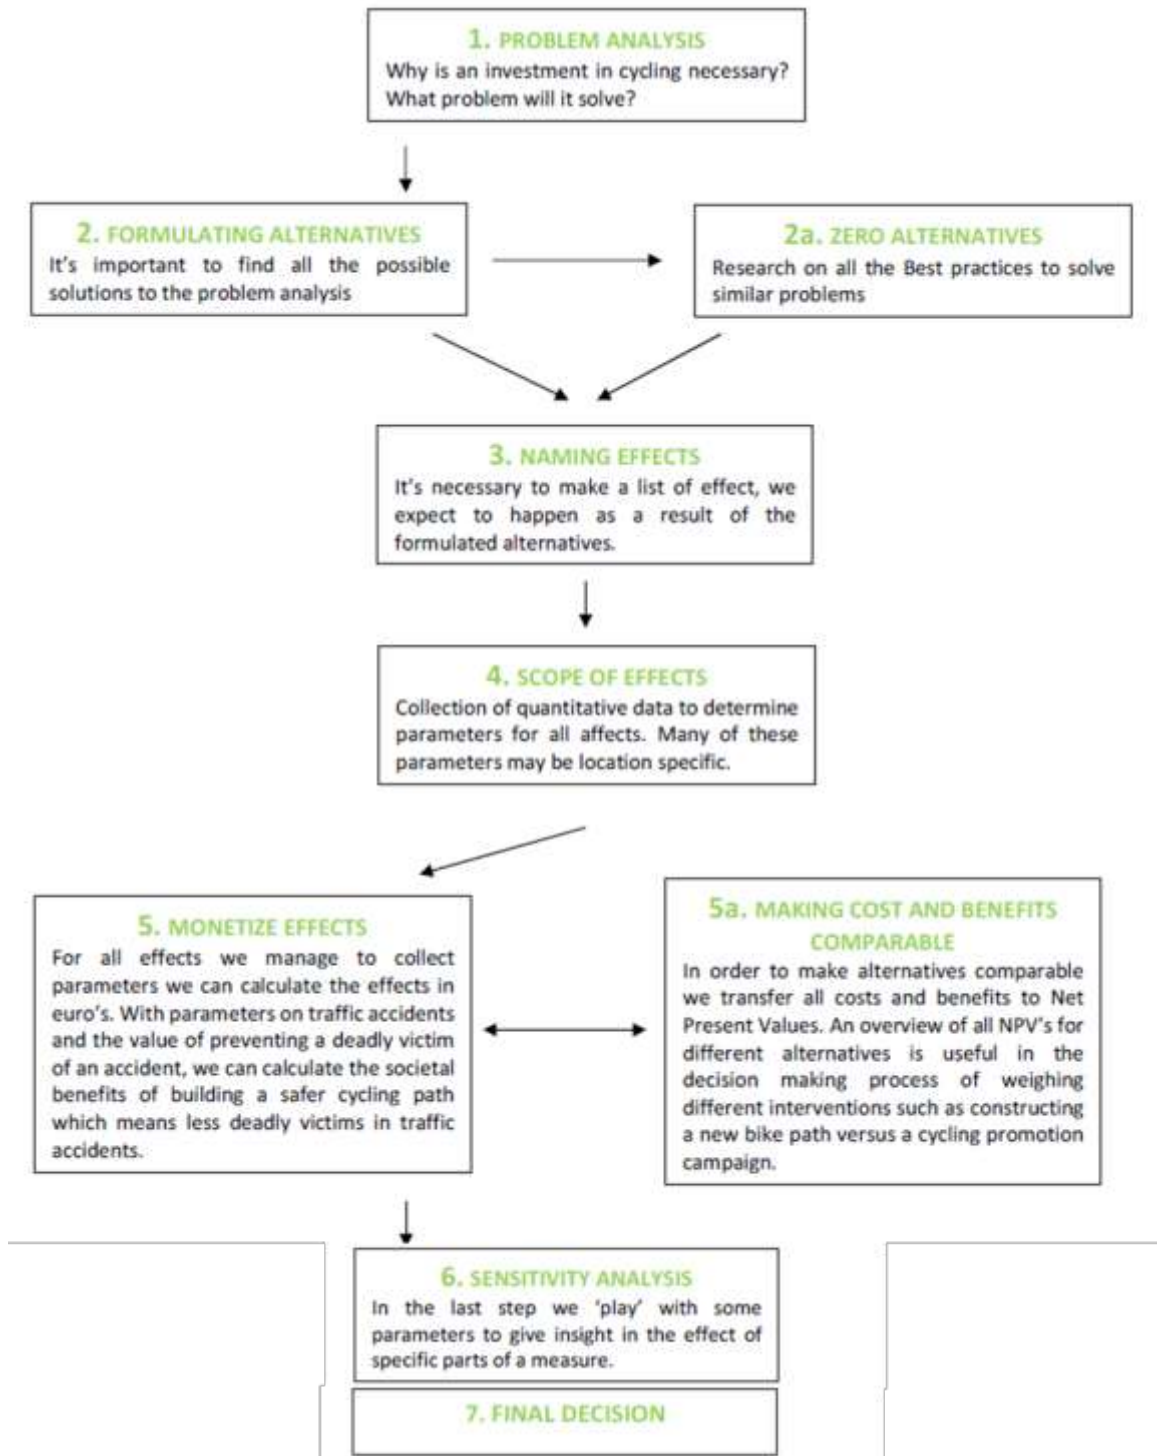 1. PROBLEM ANALYSIS
Why is an investment in cycling necessary?
What problem will it solve?
2. FORMULATING ALTERNATIVES
It's important to find all the possible
solutions to the problem analysis
2a. ZERO ALTERNATIVES
Research on all the Best practices to solve
similar problems
3. NAMING EFFECTS
It's necessary to make a list of effect, we
expect to happen as a result of the
formulated alternatives.
4. SCOPE OF EFFECTS
Collection of quantitative data to determine
parameters for all affects. Many of these
parameters may be location specific.
5. MONETIZE EFFECTS
For all effects we manage to collect
parameters we can calculate the effects in
euro's. With parameters on traffic accidents
and the value of preventing a deadly victim
of an accident, we can calculate the societal
benefits of building a safer cycling path
which means less deadly victims in traffic
accidents.
5a. MAKING COST AND BENEFITS
COMPARABLE
In order to make alternatives comparable
we transfer all costs and benefits to Net
Present Values. An overview of all NPV's for
different alternatives is useful in the
decision making process of weighing
different interventions such as constructing
a new bike path versus a cycling promotion
campaign.
6. SENSITIVITY ANALYSIS
In the last step we 'play' with some
parameters to give insight in the effect of
specific parts of a measure.
7. FINAL DECISION